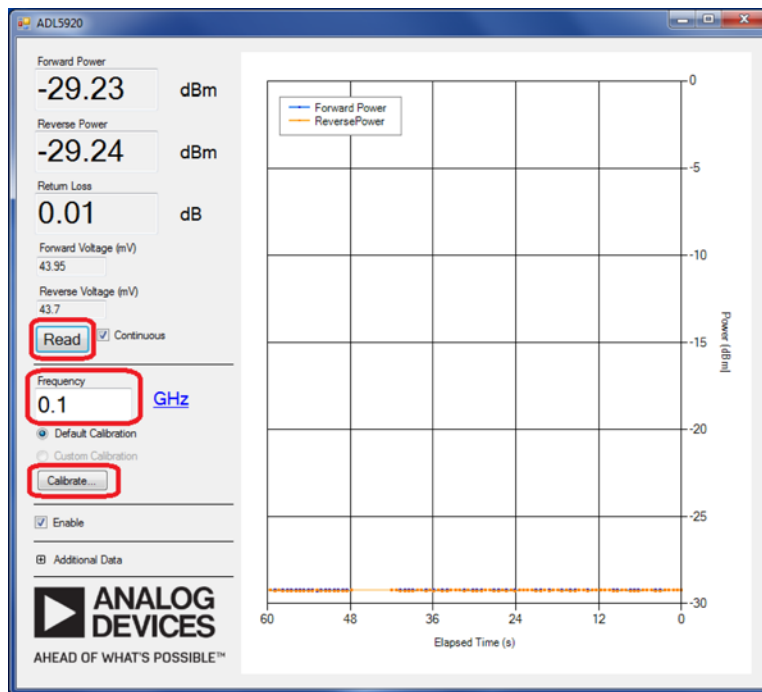 ADL5920
Forward Power
-29.23 dBm
Reverse Power
-29.24 dBm
Return Loss
0.01 dB
Forward Voltage (mV)
43.95
Reverse Voltage (mV)
43.7
Read Continuous
Frequency
0.1 GHz
Default Calibration
Custom Calibration
Calibrate...
Enable
Additional Data
ANALOG
DEVICES
AHEAD OF WHAT'S POSSIBLE™
Forward Power
ReversePower
0
-5
-10
-15
-20
-25
-30
Power [dBm]
60 48 36 24 12 0
Elapsed Time (s)